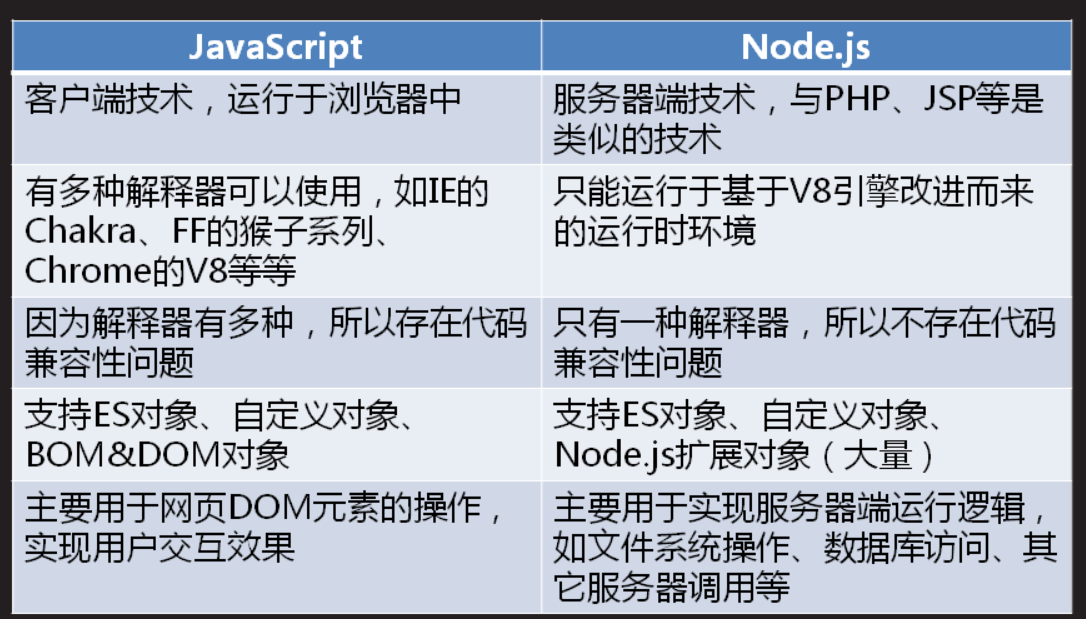 JavaScript
Node.js
客户端技术，运行于浏览器中
服务器端技术，与PHP、JSP等是
类似的技术
有多种解释器可以使用，如IE的
Chakra、FF的猴子系列、
Chrome的V8等等
只能运行于基于V8引擎改进而来
的运行时环境
因为解释器有多种，所以存在代码
兼容性问题
只有一种解释器，所以不存在代码
兼容性问题
支持ES对象、自定义对象、
BOM&DOM对象
支持ES对象、自定义对象、
Node.js扩展对象（大量）
主要用于网页DOM元素的操作，
实现用户交互效果
主要用于实现服务器端运行逻辑，
如文件系统操作、数据库访问、其
它服务器调用等